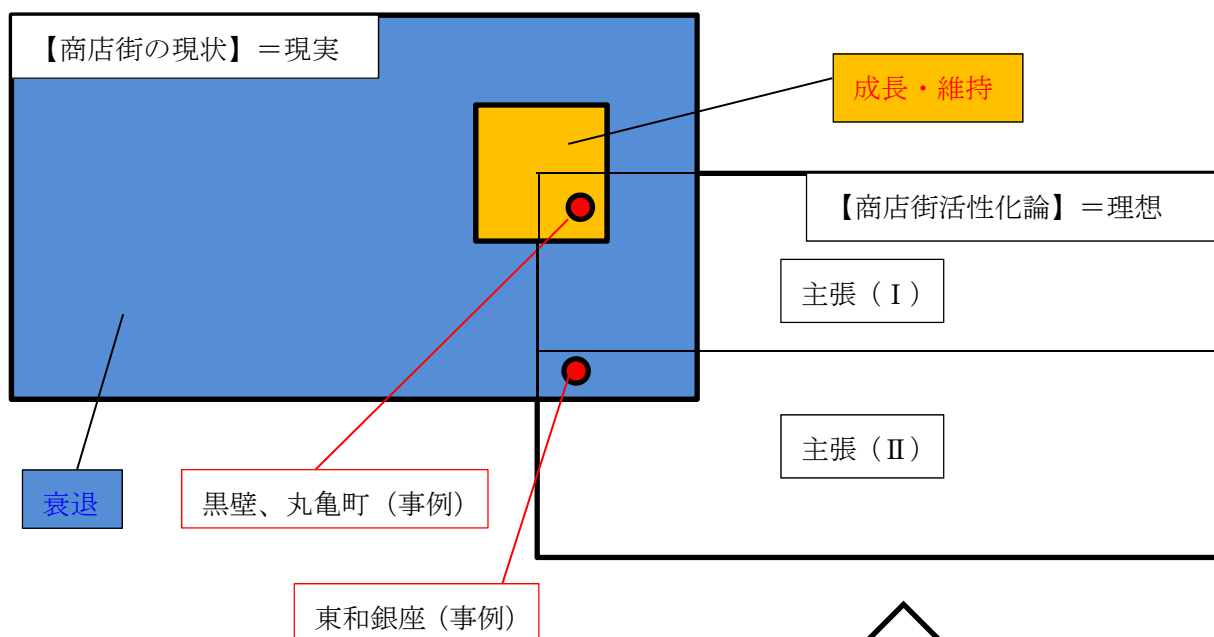 【商店街の現状】＝現実
成長・維持
【商店街活性化論】＝理想
主張（Ⅰ）
主張（Ⅱ）
衰退
黒壁、丸亀町（事例）
東和銀座（事例）